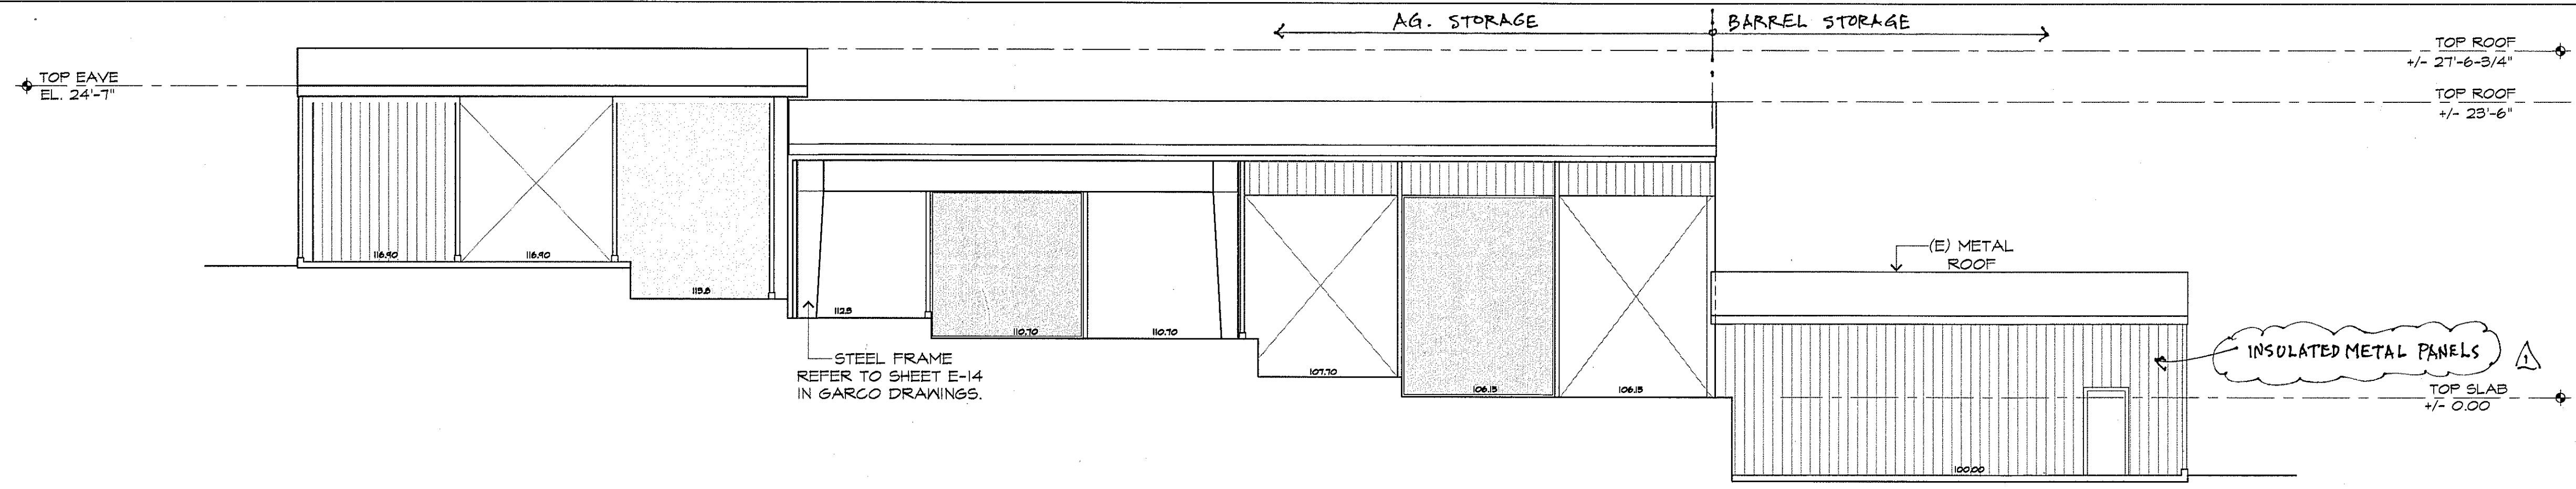 AG. STORAGE
BARREL STORAGE
TOP ROOF
+/- 27'-6-3/4"
TOP EAVE
EL. 24'-7"
TOP ROOF
+/- 23'-6"
116.90
116.90
113.8
112.5
110.70
110.70
107.70
106.15
106.15
(E) METAL
ROOF
STEEL FRAME
REFER TO SHEET E-14
IN GARCO DRAWINGS.
INSULATED METAL PANELS
1
TOP SLAB
+/- 0.00
100.00